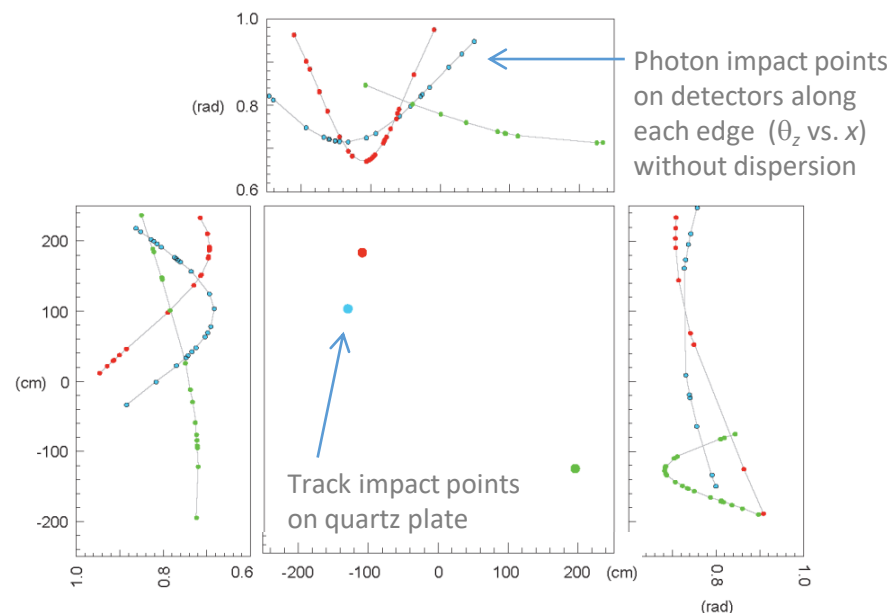 1.0
(rad)
0.8
0.6
Photon impact points
on detectors along
each edge (θz vs. x)
without dispersion
200
100
0
(cm)
-100
-200
1.0
0.8
0.6
Track impact points
on quartz plate
-200
-100
0
(cm)
200
0.8
1.0
(rad)